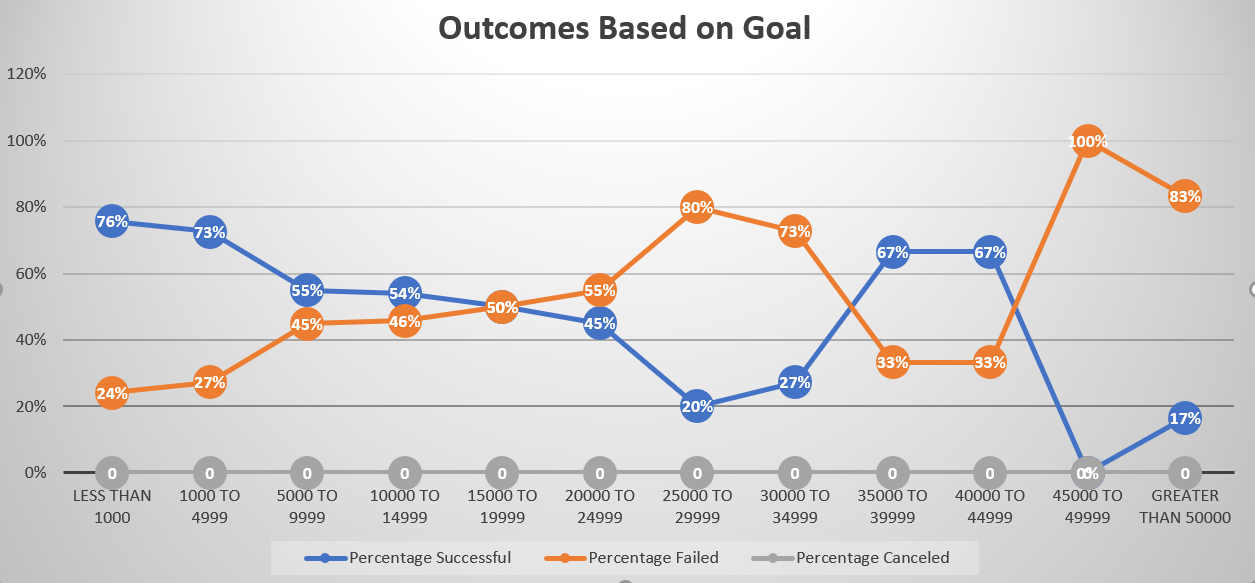 Outcomes Based on Goal
120%
100%
80%
60%
40%
20%
0%
76% 73% 55% 54% 50% 45% 20% 27% 67% 67% 0% 17%
24% 27% 45% 46% 50% 55% 80% 73% 33% 33% 100% 83%
0 0 0 0 0 0 0 0 0 0 0 0
LESS THAN 1000 TO 5000 TO 10000 TO 15000 TO 20000 TO 25000 TO 30000 TO 35000 TO 40000 TO 45000 TO GREATER
1000 4999 9999 14999 19999 24999 29999 34999 39999 44999 49999 THAN 50000
Percentage Successful Percentage Failed Percentage Canceled